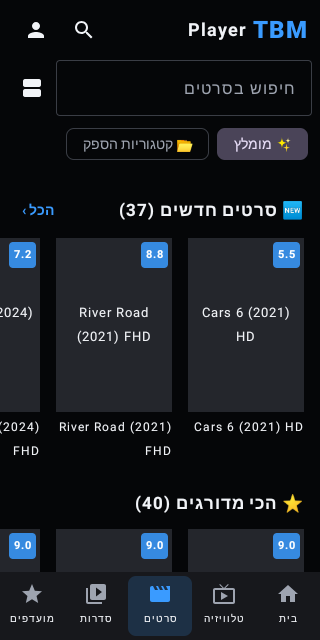 TBM Player
חיפוש בסרטים
מומלץ
קטגוריות הספק
סרטים חדשים (37)
הכל ‹
5.5
8.8
7.2
Cars 6 (2021)
HD
River Road
(2021) FHD
2024)
Cars 6 (2021) HD
River Road (2021)
FHD
(2024)
FHD
הכי מדורגים (40)
9.0
9.0
9.0
בית
טלוויזיה
סרטים
סדרות
מועדפים